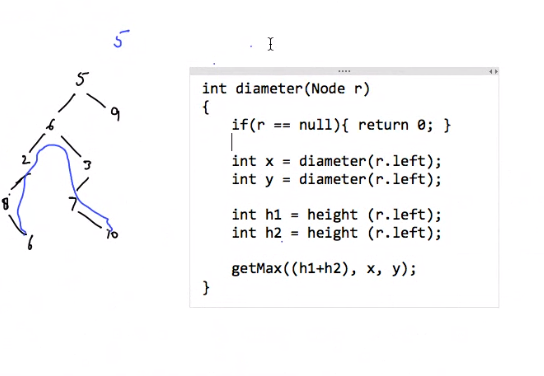 5
5
6
9
2
3
8
7
6
10
int diameter(Node r)
{
if(r == null){ return 0; }
int x = diameter(r.left);
int y = diameter(r.left);
int h1 = height (r.left);
int h2 = height (r.left);
getMax((h1+h2), x, y);
}